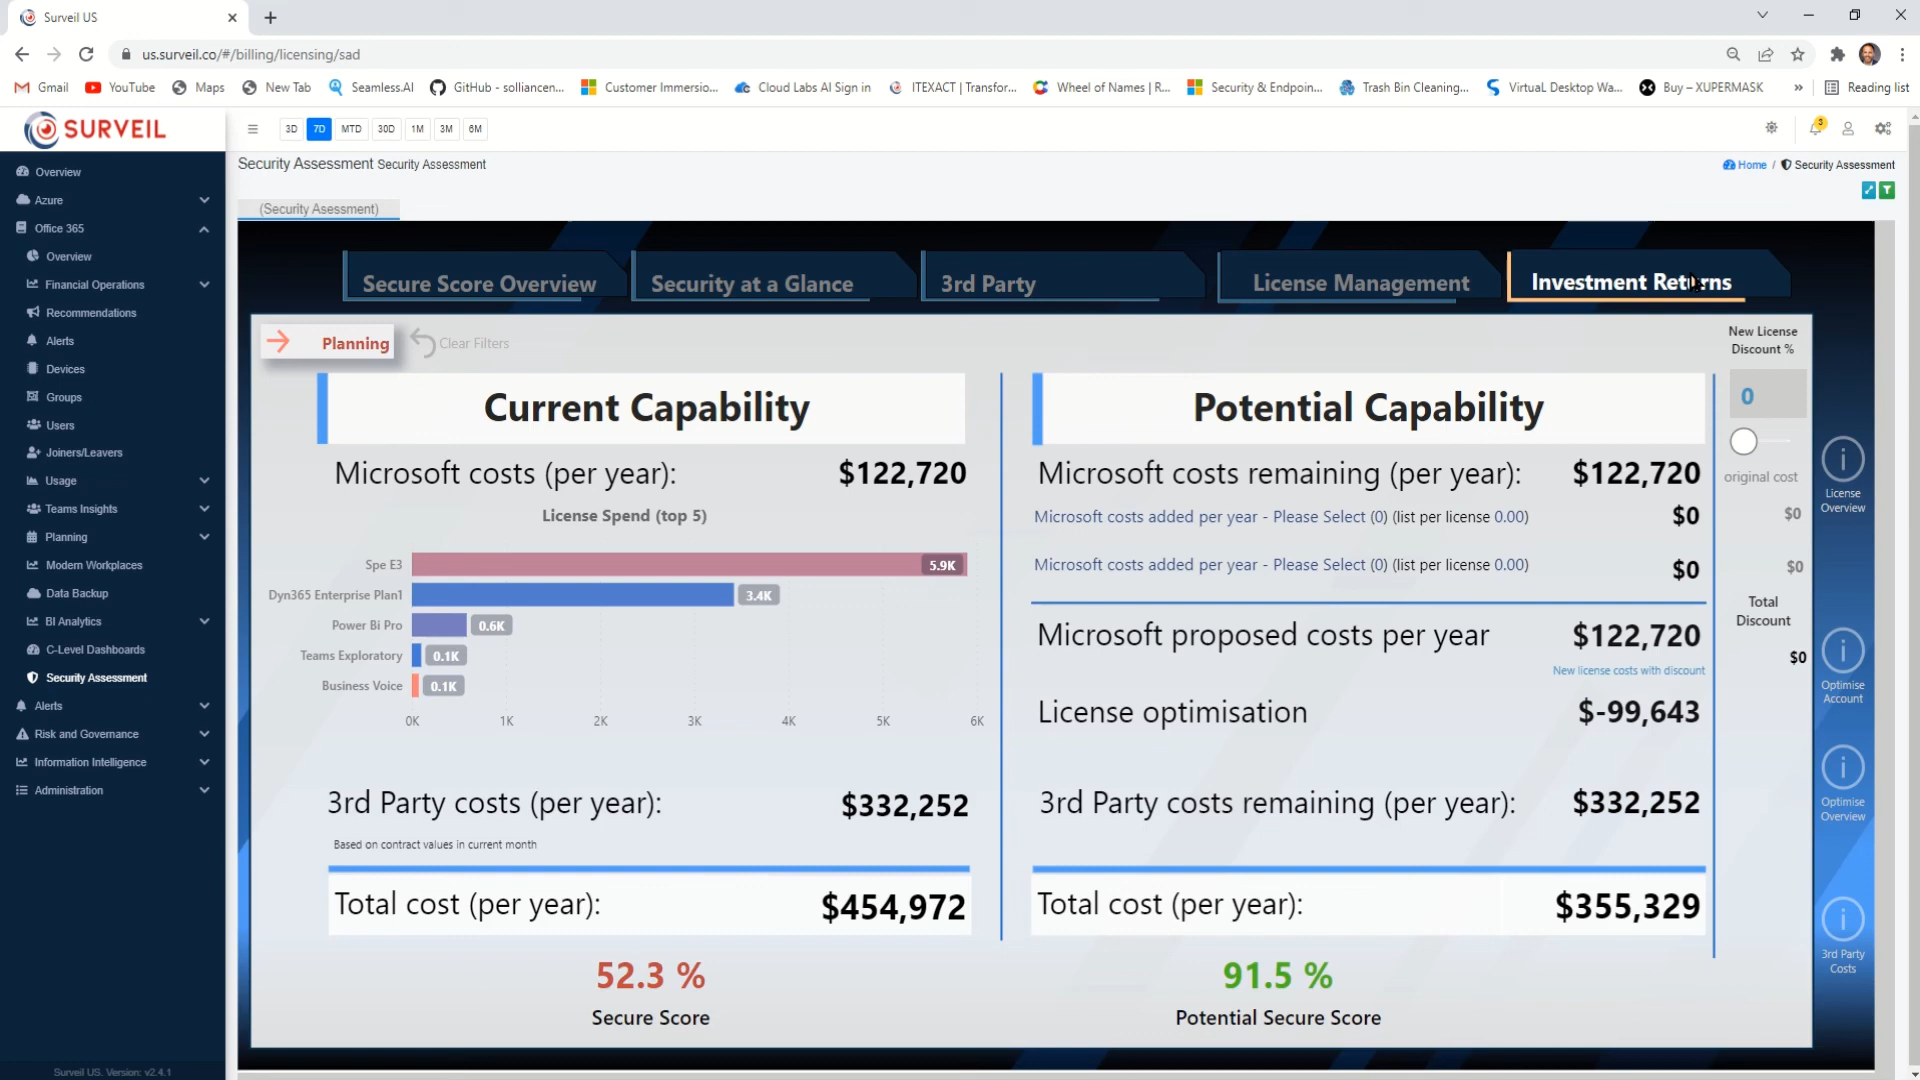 Surveil US
us.surveil.co/#/billing/licensing/sad
Gmail YouTube Maps New Tab Seamless.AI GitHub - solliancen... Customer Immersio... Cloud Labs AI Sign in ITEXACT | Transfor... Wheel of Names | R... Security & Endpoin... Trash Bin Cleaning,... VirtuaL Desktop Wa... Buy – XUPERMASK » Reading list
SURVEIL
3D 7D MTD 30D 1M 3M 6M
3
Security Assessment Security Assessment
Home / Security Assessment
(Security Asessment)
Overview
Azure
Office 365
Overview
Financial Operations
Recommendations
Alerts
Devices
Groups
Users
Joiners/Leavers
Usage
Teams Insights
Planning
Modern Workplaces
Data Backup
BI Analytics
C-Level Dashboards
Security Assessment
Alerts
Risk and Governance
Information Intelligence
Administration
Surveil US. Version: v2.4.1
Secure Score Overview
Security at a Glance
3rd Party
License Management
Investment Returns
Planning
Clear Filters
Current Capability
Microsoft costs (per year): $122,720
License Spend (top 5)
Spe E3 5.9K
Dyn365 Enterprise Plan1 3.4K
Power Bi Pro 0.6K
Teams Exploratory 0.1K
Business Voice 0.1K
0K 1K 2K 3K 4K 5K 6K
3rd Party costs (per year): $332,252
Based on contract values in current month
Total cost (per year): $454,972
52.3 %
Secure Score
Potential Capability
Microsoft costs remaining (per year): $122,720
Microsoft costs added per year - Please Select (0) (list per license 0.00) $0
Microsoft costs added per year - Please Select (0) (list per license 0.00) $0
Microsoft proposed costs per year $122,720
New license costs with discount
License optimisation $-99,643
3rd Party costs remaining (per year): $332,252
Total cost (per year): $355,329
91.5 %
Potential Secure Score
New License
Discount %
0
original cost
$0
$0
Total
Discount
$0
License
Overview
Optimise
Account
Optimise
Overview
3rd Party
Costs